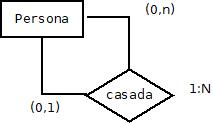 (0,n)
Persona
casada
1:N
(0,1)